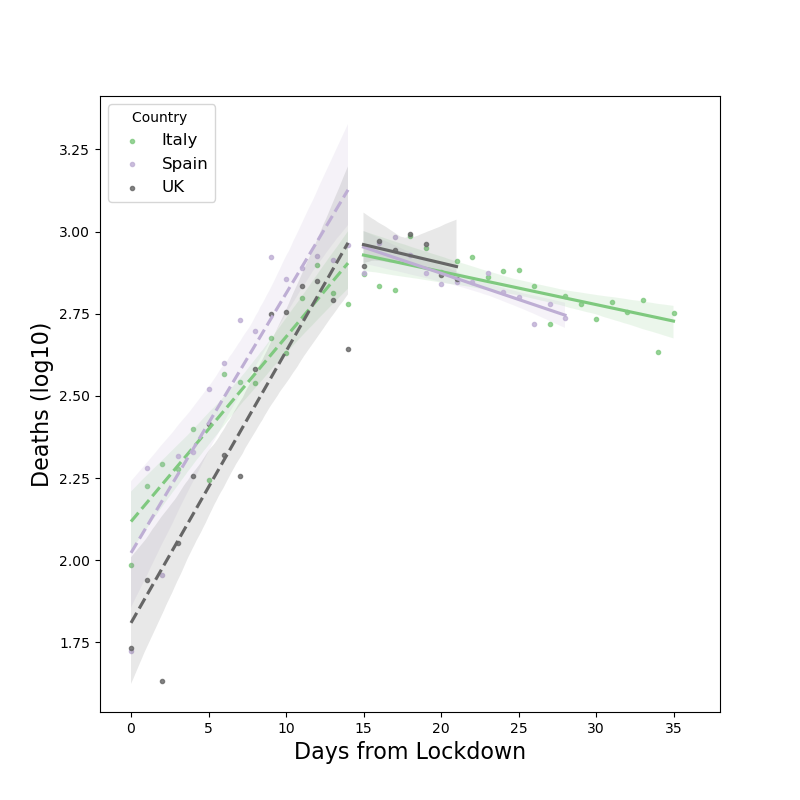 Country
Italy
Spain
UK
3.25
3.00
2.75
2.50
2.25
2.00
1.75
Deaths (log10)
0 5 10 15 20 25 30 35
Days from Lockdown